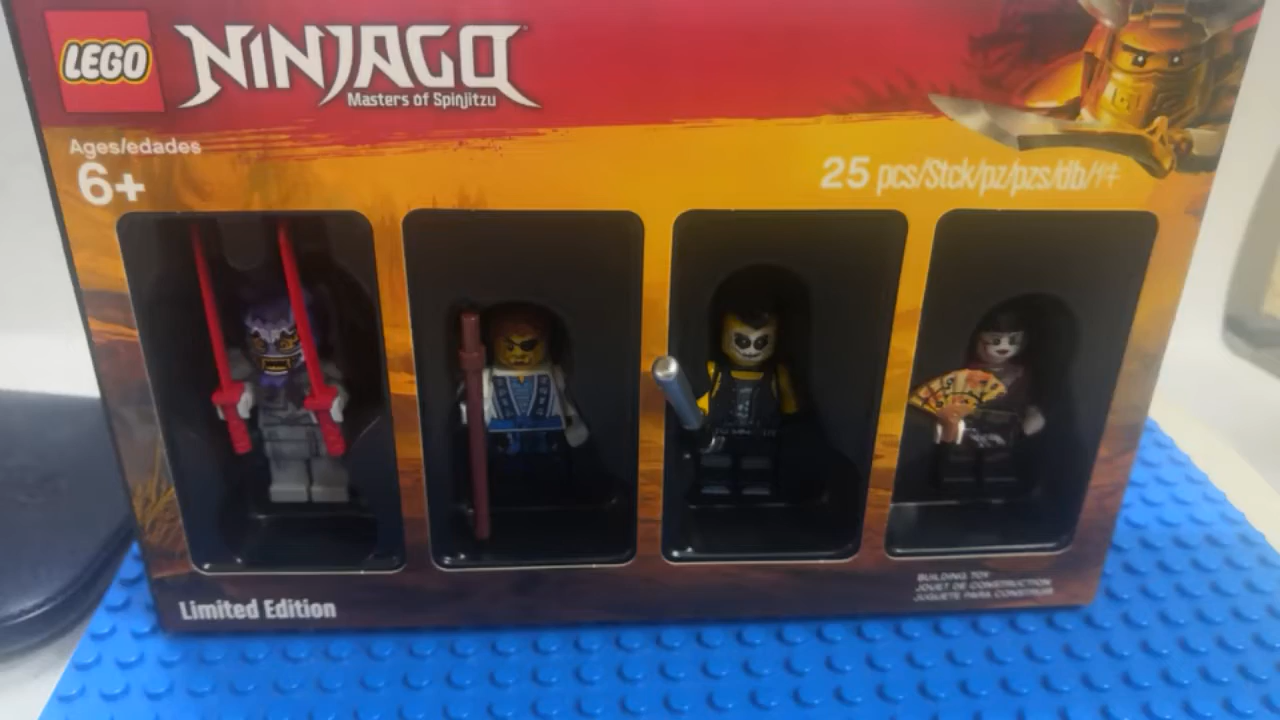 LEGO
NINJAGO
Masters of Spinjitzu
Ages/edades
6+
25 pcs/Stck/pz/pzs/db/件
Limited Edition
BUILDING TOY
JOUET DE CONSTRUCTION
JUGUETE PARA CONSTRUIR